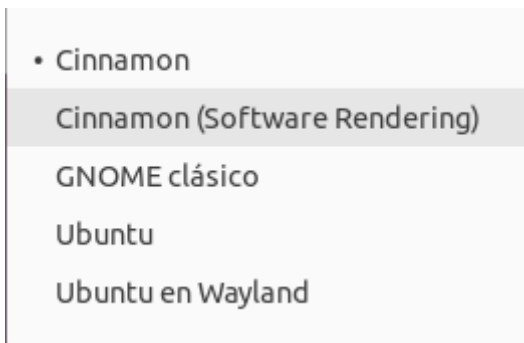 • Cinnamon
Cinnamon (Software Rendering)
GNOME clásico
Ubuntu
Ubuntu en Wayland